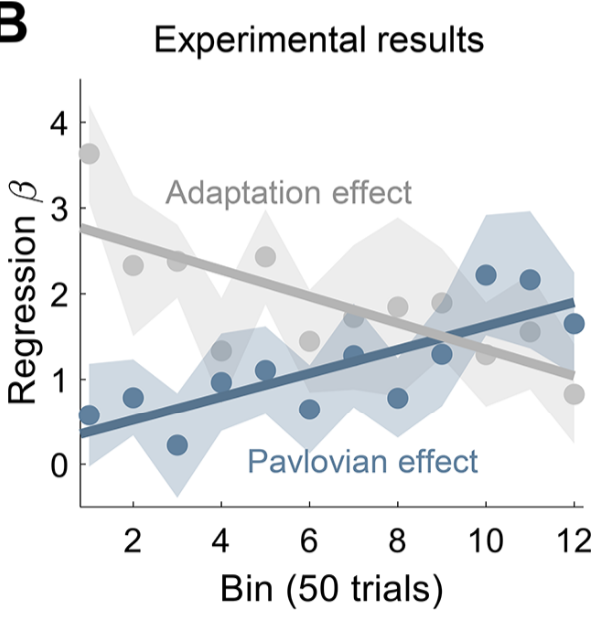 B
Experimental results
Regression β
4
3
2
1
0
Adaptation effect
Pavlovian effect
2 4 6 8 10 12
Bin (50 trials)